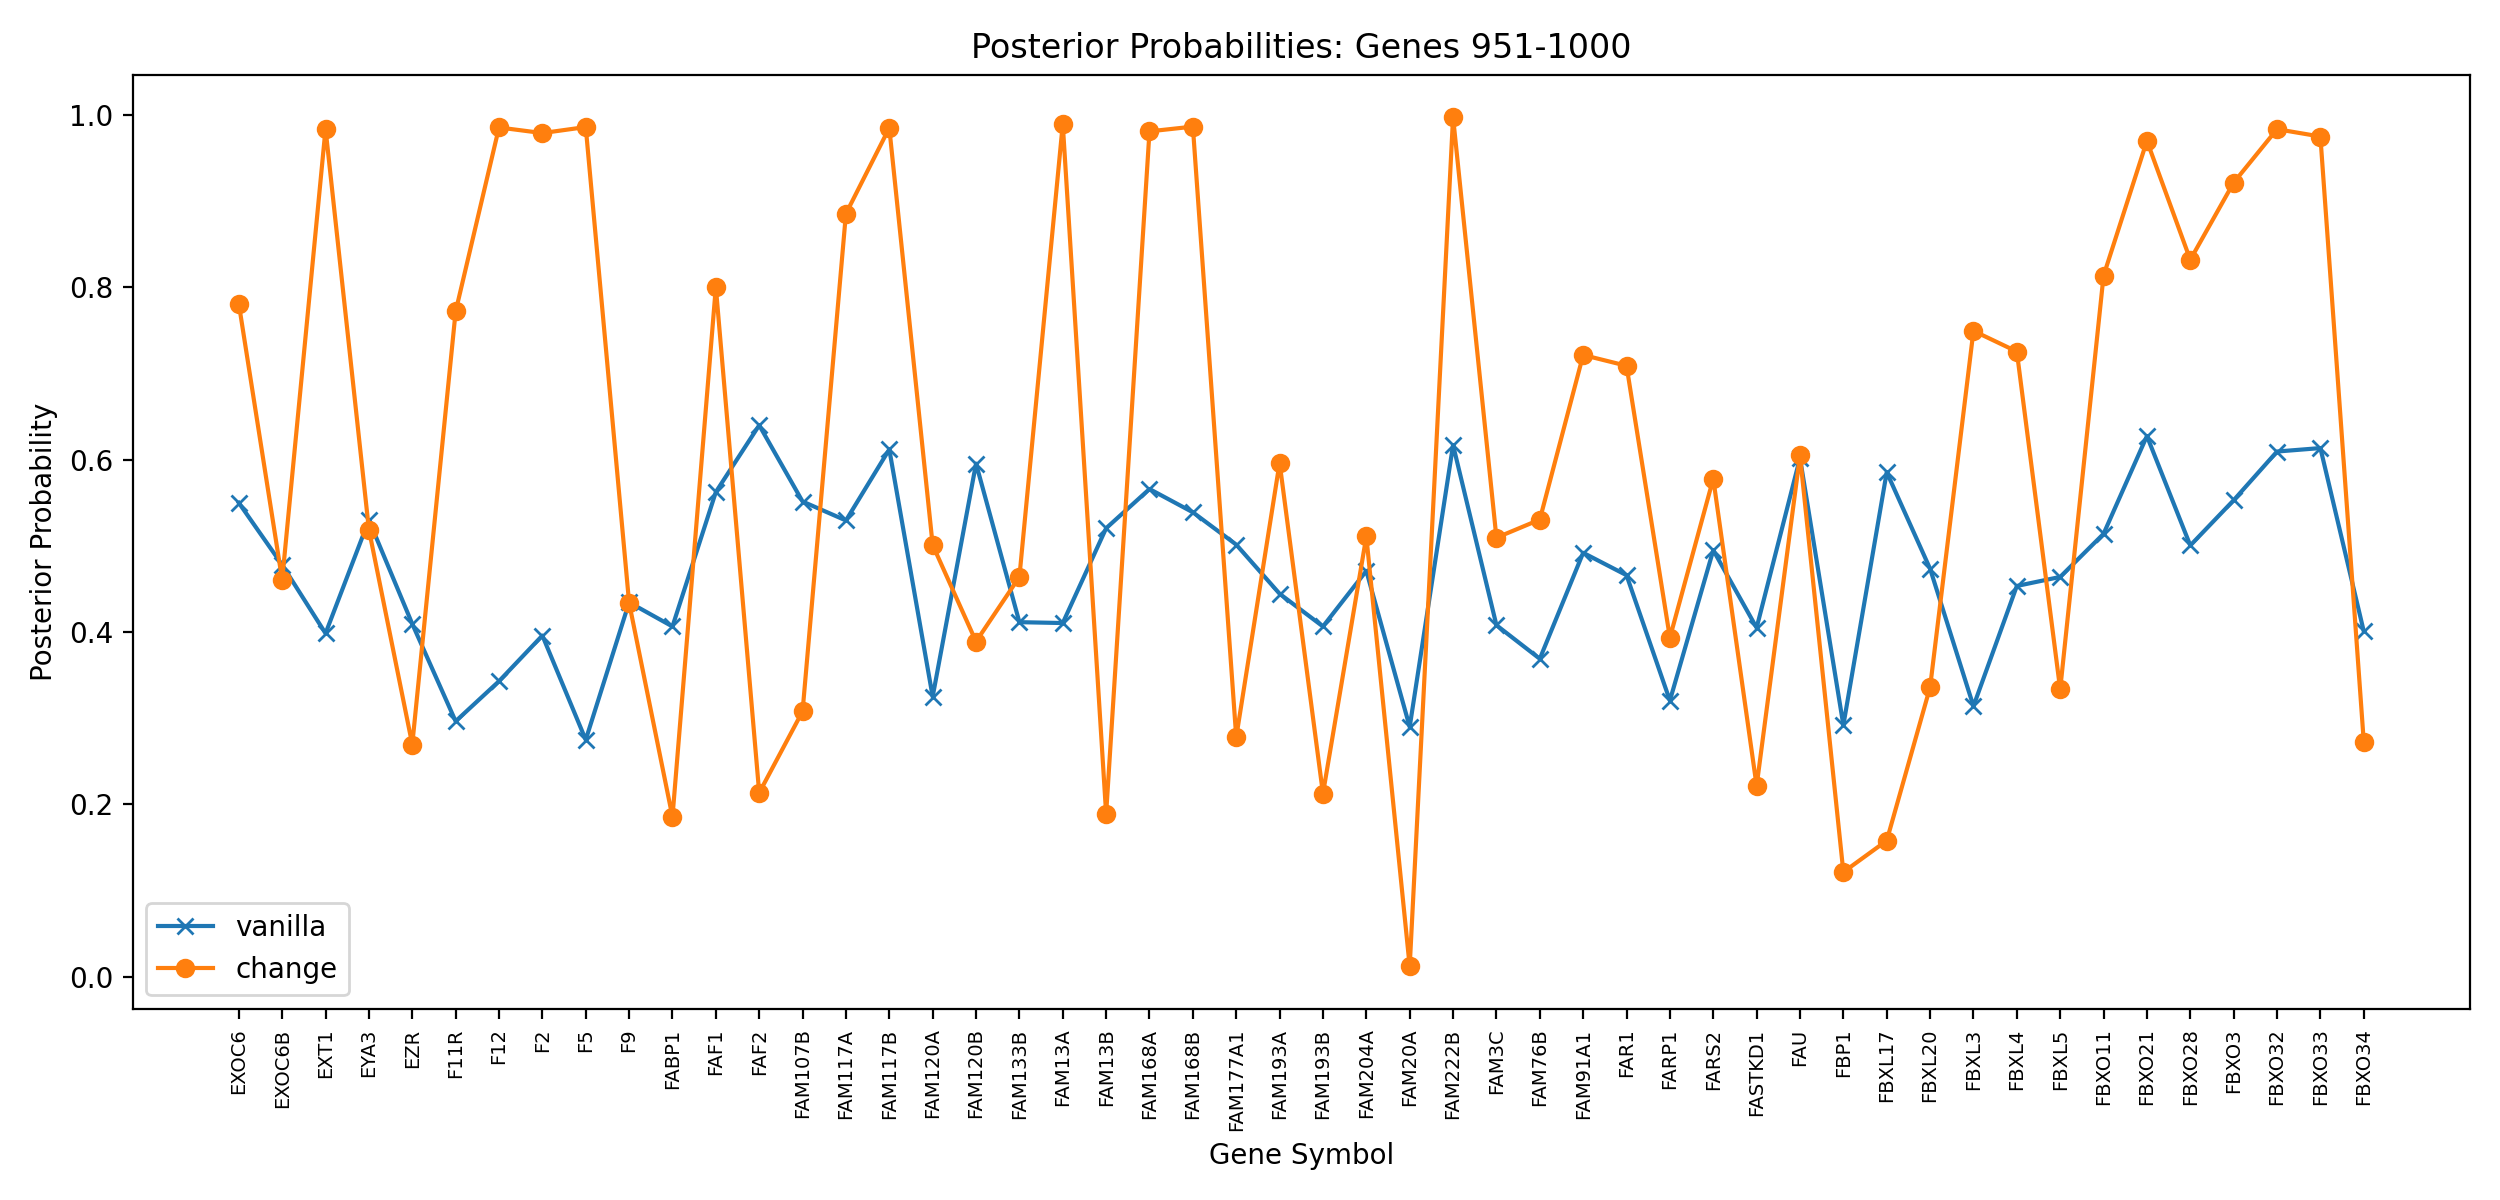 Posterior Probabilities: Genes 951-1000
Posterior Probability
1.0
0.8
0.6
0.4
0.2
0.0
vanilla
change
EXOC6
EXOC6B
EXT1
EYA3
EZR
F11R
F12
F2
F5
F9
FABP1
FAF1
FAF2
FAM107B
FAM117A
FAM117B
FAM120A
FAM120B
FAM133B
FAM13A
FAM13B
FAM168A
FAM168B
FAM177A1
FAM193A
FAM193B
FAM204A
FAM20A
FAM222B
FAM3C
FAM76B
FAM91A1
FAR1
FARP1
FARS2
FASTKD1
FAU
FBP1
FBXL17
FBXL20
FBXL3
FBXL4
FBXL5
FBXO11
FBXO21
FBXO28
FBXO3
FBXO32
FBXO33
FBXO34
Gene Symbol